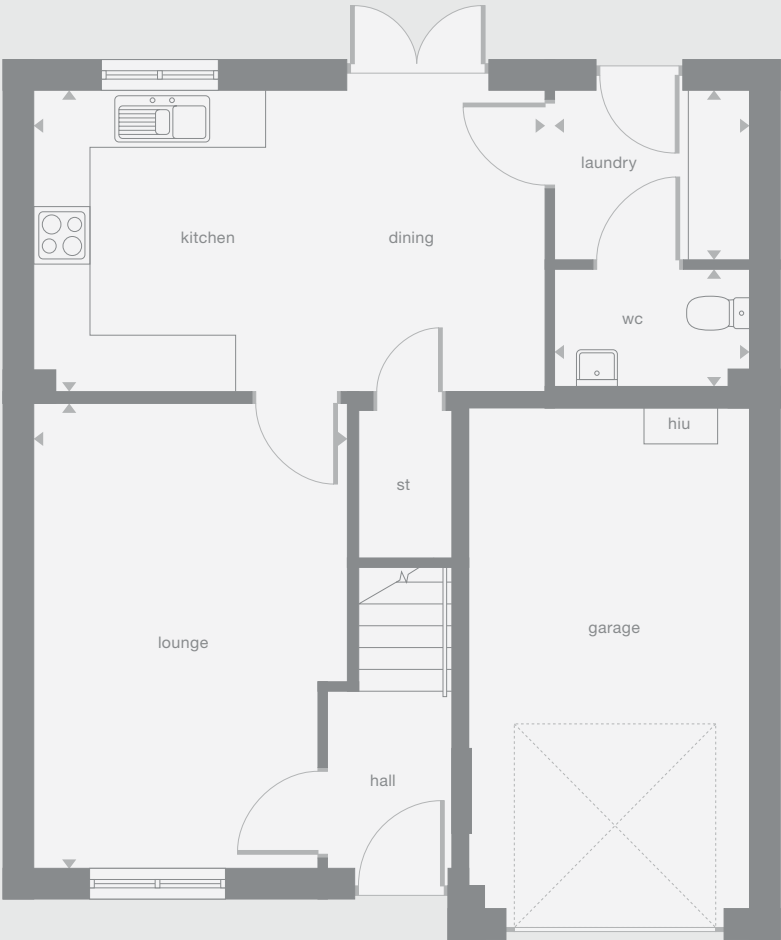 laundry
kitchen
dining
wc
hiu
st
garage
lounge
hall